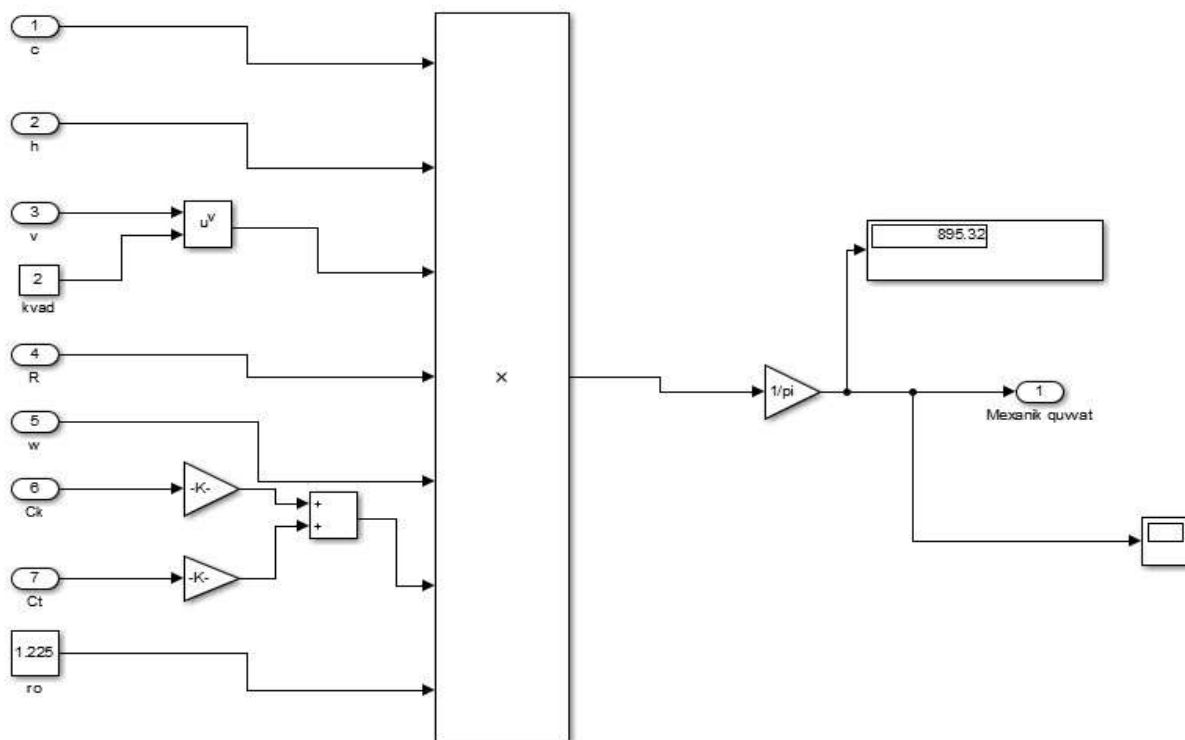 1
c
2
h
3
v
u^v
2
kvad
4
R
5
w
6
Ck
-K-
+
+
7
Ct
-K-
1.225
ro
×
1/pi
895.32
1
Mexanik quvvat